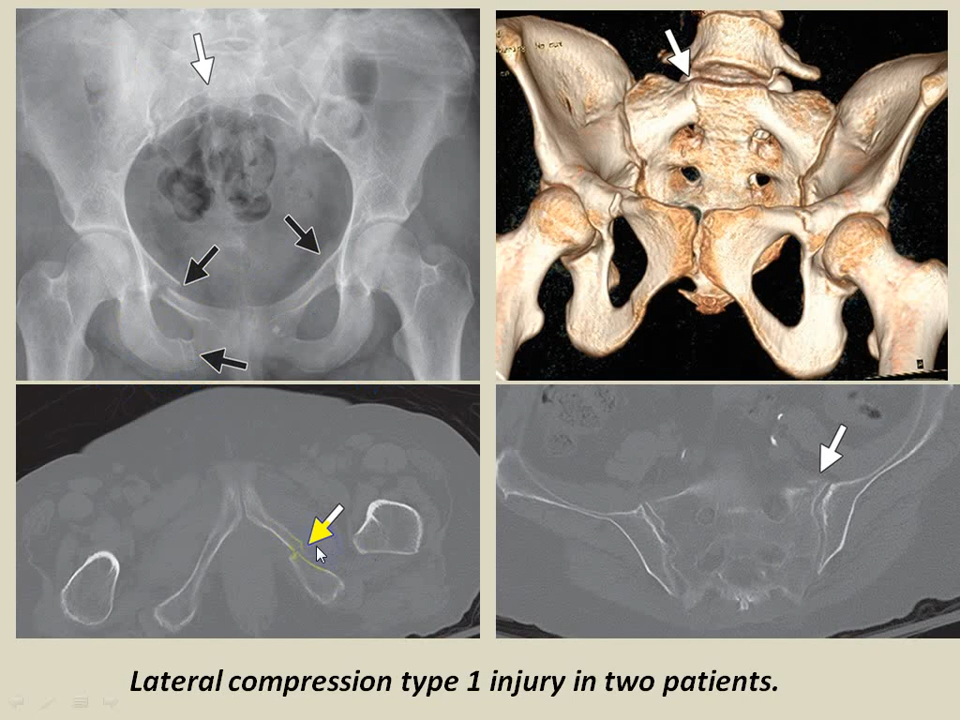 Lateral compression type 1 injury in two patients.